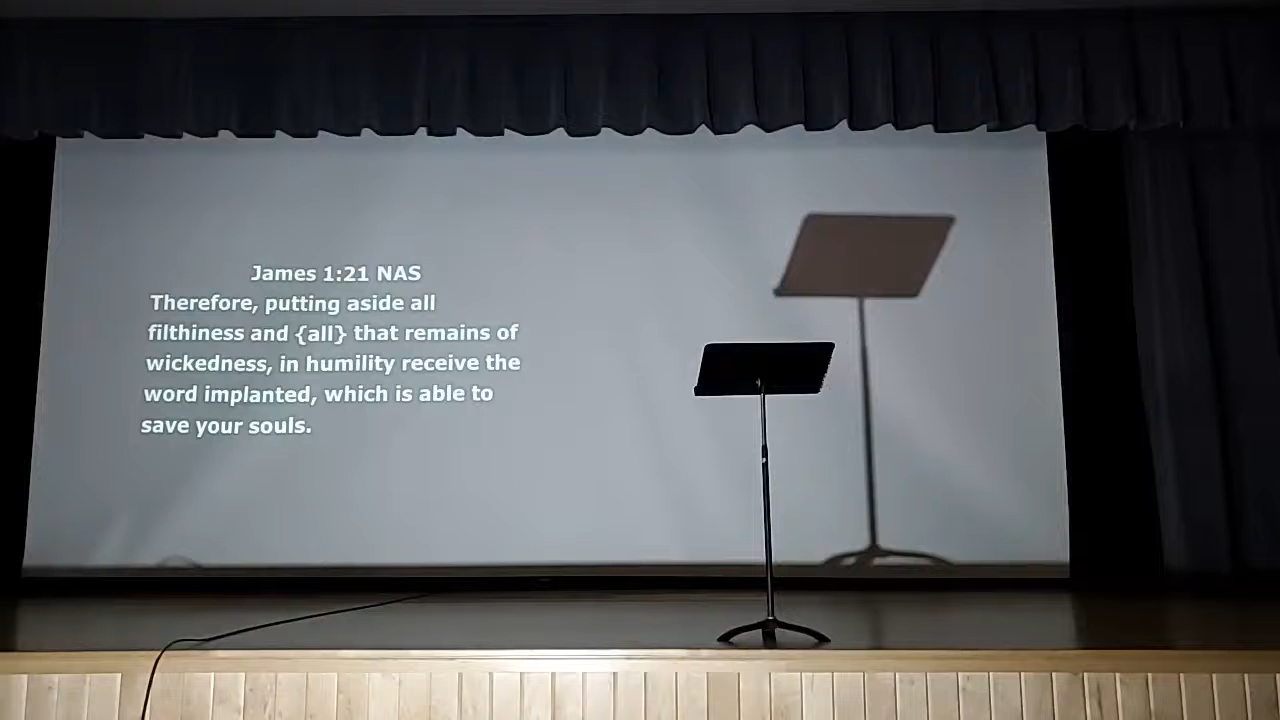 James 1:21 NAS
Therefore, putting aside all
filthiness and {all} that remains of
wickedness, in humility receive the
word implanted, which is able to
save your souls.